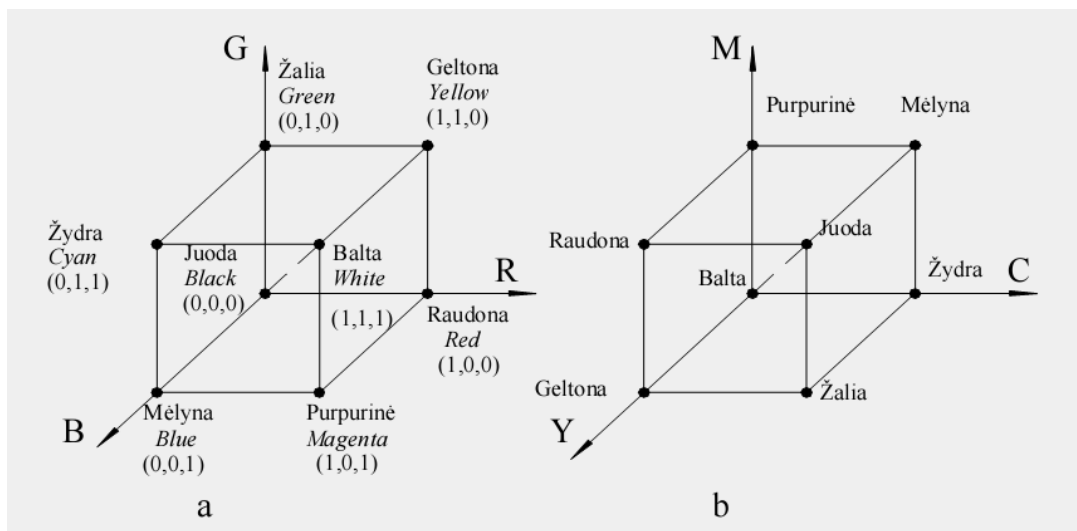 G
Žalia
Green
(0,1,0)
Geltona
Yellow
(1,1,0)
Žydra
Cyan
(0,1,1)
Juoda
Black
(0,0,0)
Balta
White
(1,1,1)
R
Raudona
Red
(1,0,0)
B
Mėlyna
Blue
(0,0,1)
Purpurinė
Magenta
(1,0,1)
a
M
Purpurinė
Mėlyna
Raudona
Juoda
Balta
Žydra
C
Geltona
Žalia
Y
b